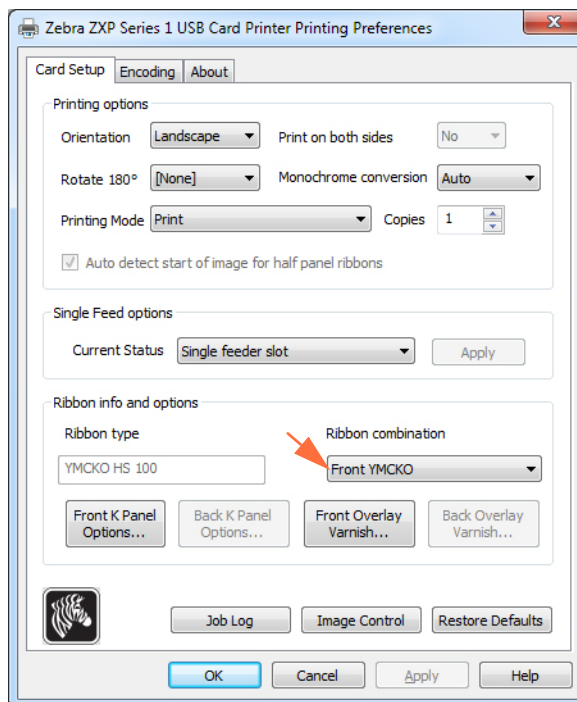 Zebra ZXP Series 1 USB Card Printer Printing Preferences
Card Setup Encoding About
Printing options
Orientation Landscape Print on both sides No
Rotate 180° [None] Monochrome conversion Auto
Printing Mode Print Copies 1
Auto detect start of image for half panel ribbons
Single Feed options
Current Status Single feeder slot Apply
Ribbon info and options
Ribbon type Ribbon combination
YMCKO HS 100 Front YMCKO
Front K Panel Back K Panel Front Overlay Back Overlay
Options... Options... Varnish... Varnish...
Job Log Image Control Restore Defaults
OK Cancel Apply Help